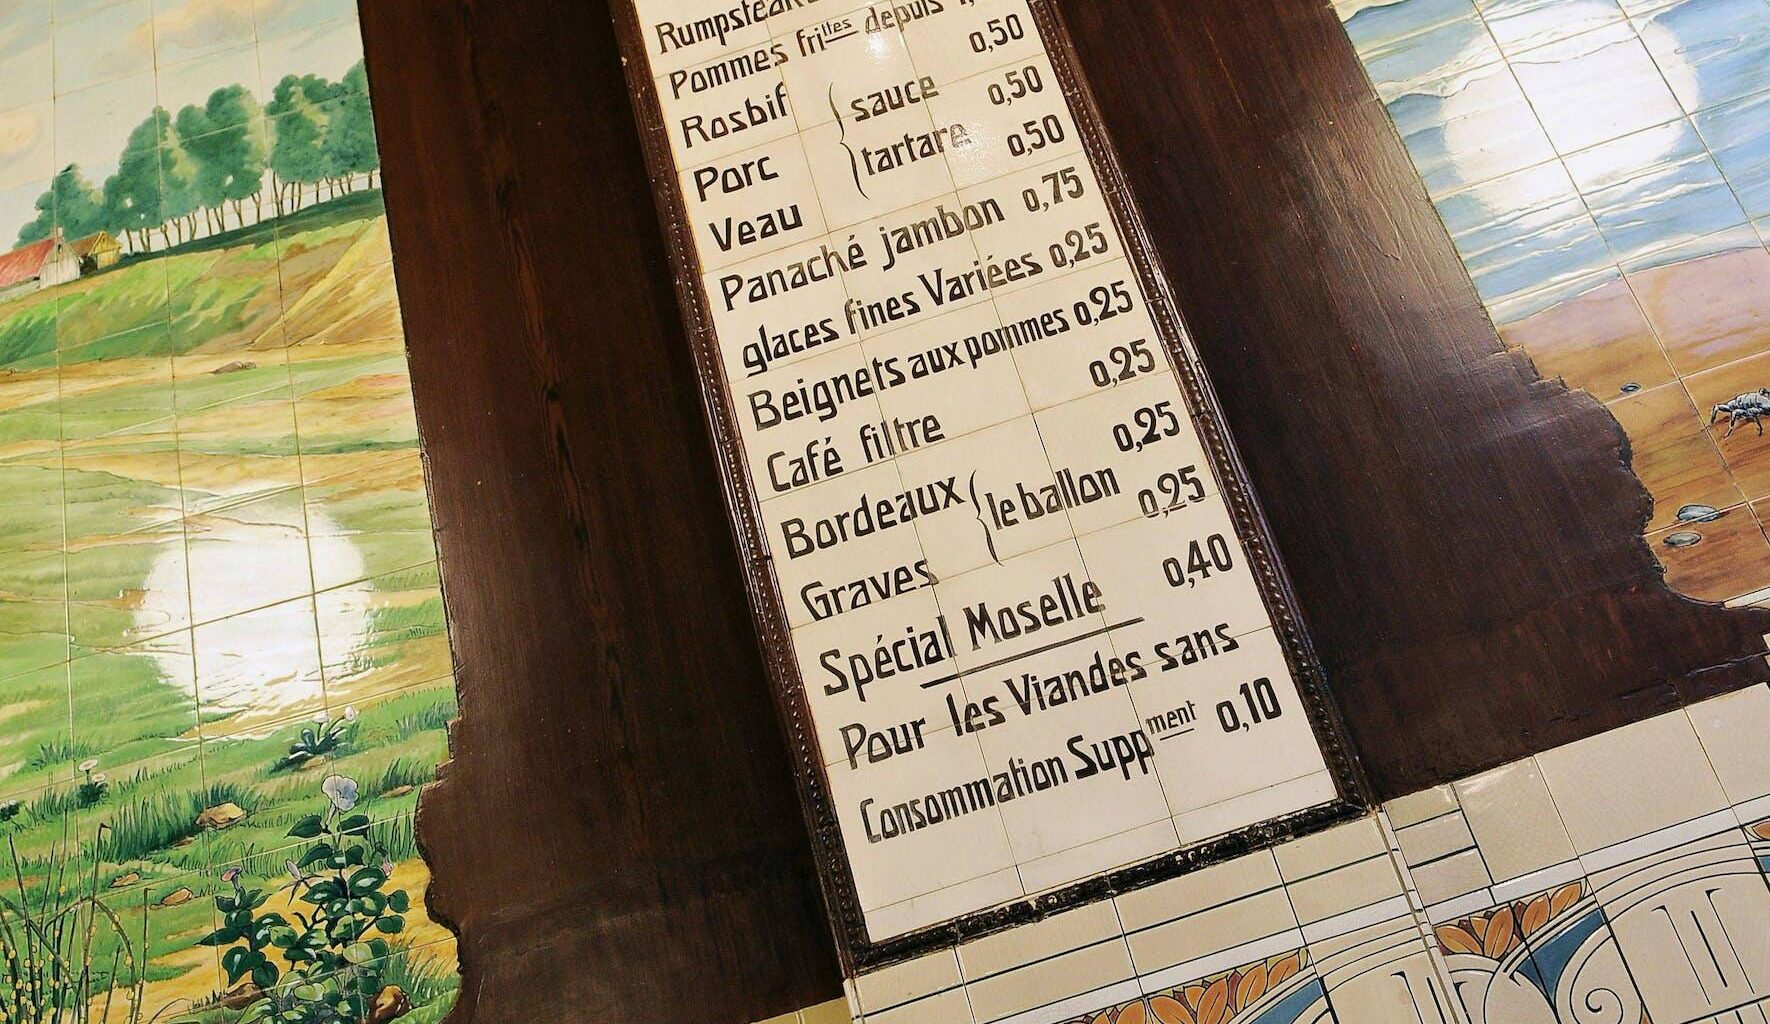 Rumpsteak
Pommes frittes depuis
Rosbif { sauce 0,50
Porc { tartare 0,50
Veau 0,50
Panaché jambon 0,75
glaces fines Variées 0,25
Beignets aux pommes 0,25
Café filtre 0,25
Bordeaux { le ballon 0,25
Graves 0,25
Spécial Moselle 0,40
Pour les Viandes sans
Consommation Suppment 0,10